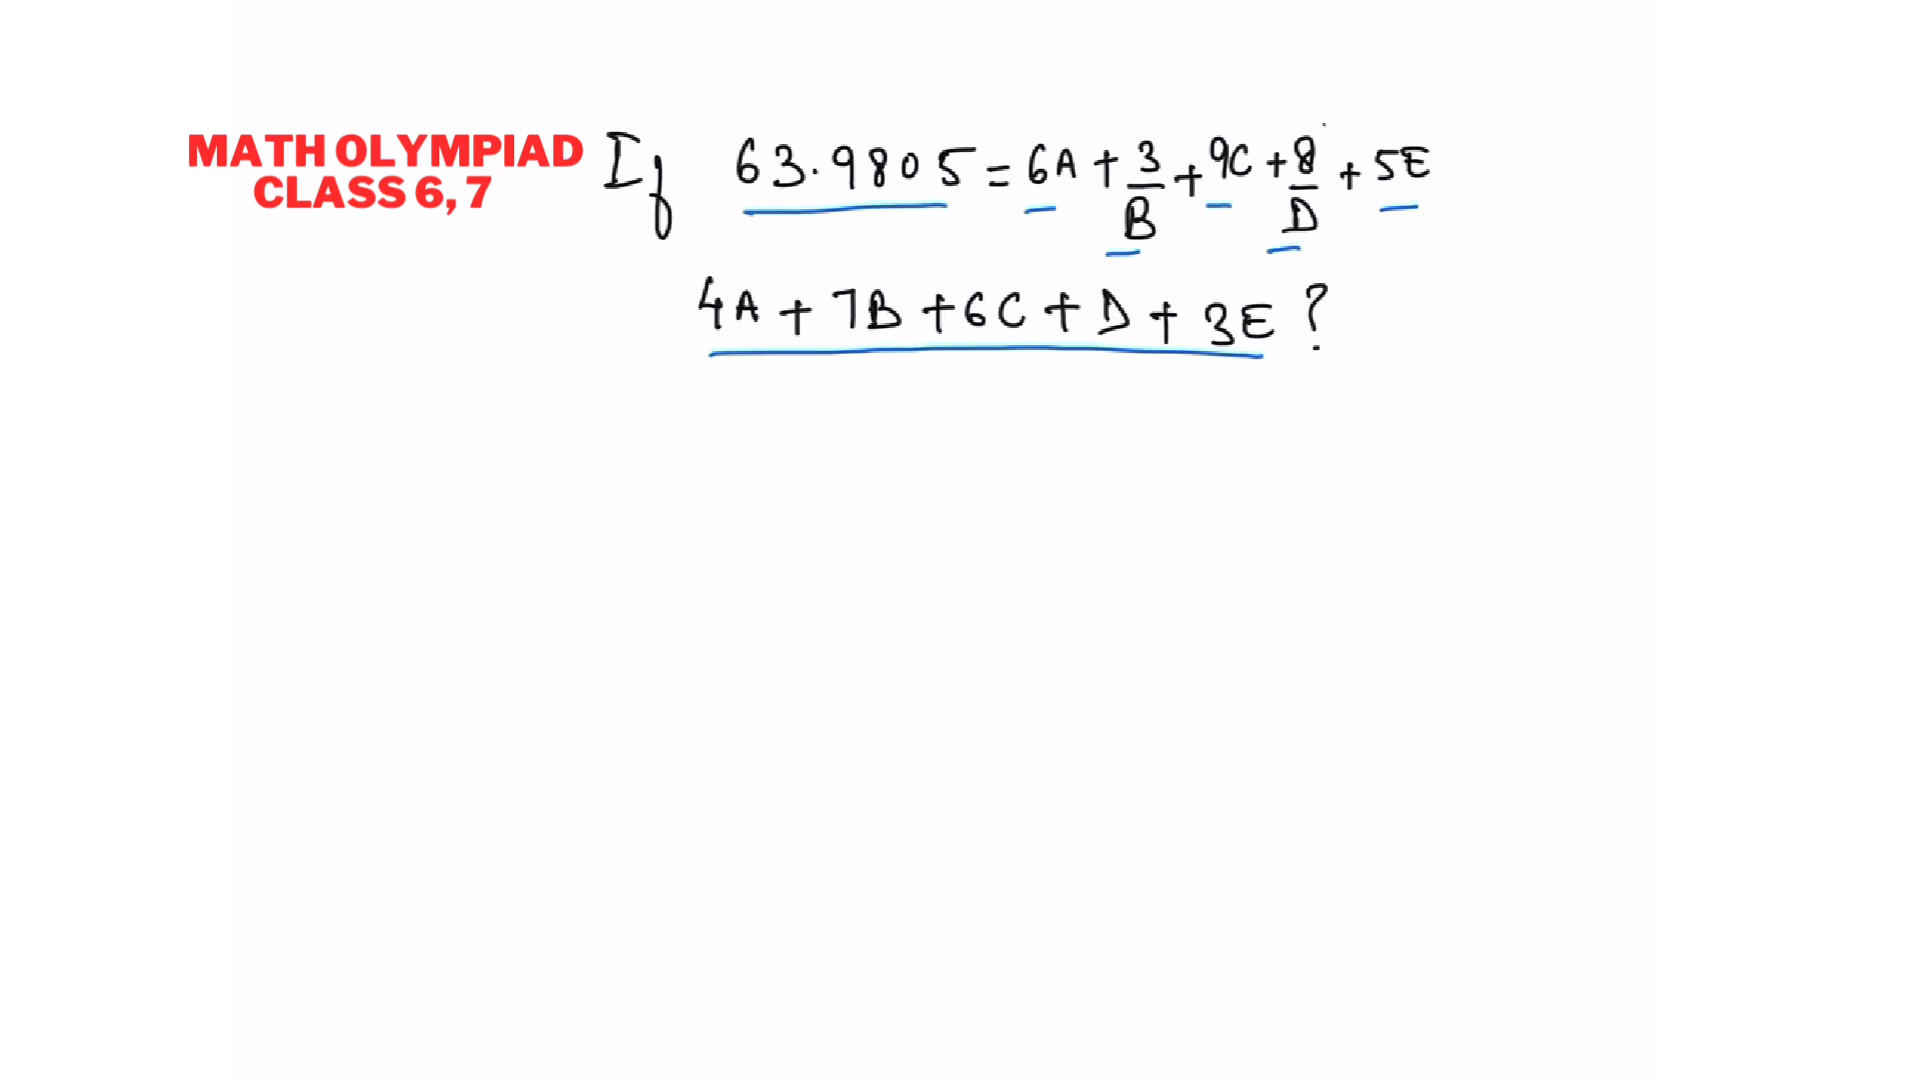 MATH OLYMPIAD
CLASS 6, 7
If 63.9805 = 6A + 3/B + 9C + 8/D + 5E
4A + 7B + 6C + D + 3E ?